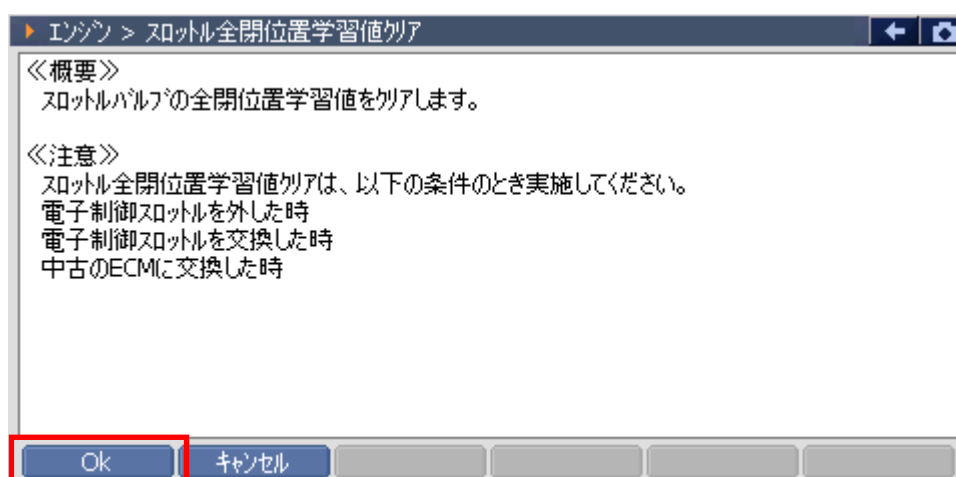 エンジン > スロットル全閉位置学習値クリア
≪概要≫
スロットルバルブの全閉位置学習値をクリアします。
≪注意≫
スロットル全閉位置学習値クリアは、以下の条件のとき実施してください。
電子制御スロットルを外した時
電子制御スロットルを交換した時
中古のECMに交換した時
Ok キャンセル